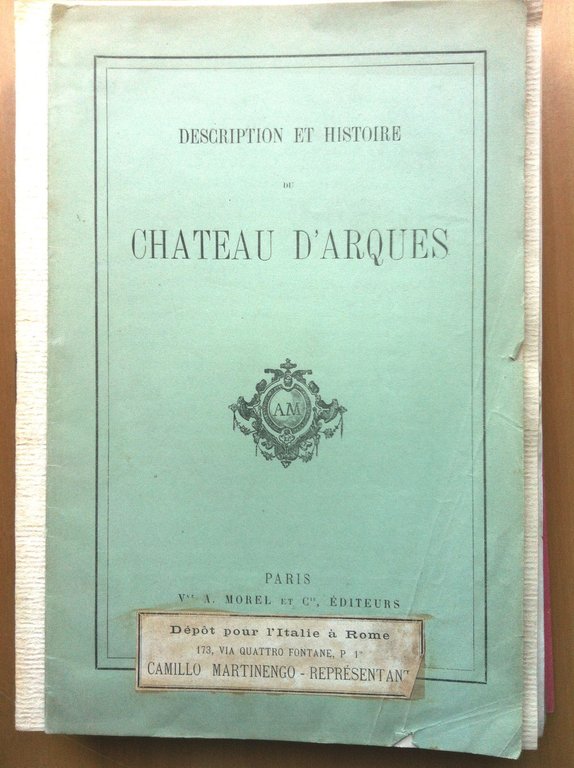 DESCRIPTION ET HISTOIRE
DU
CHATEAU D'ARQUES
AM
PARIS
Vve A. MOREL ET Cie, ÉDITEURS
Dépôt pour l'Italie à Rome
173, VIA QUATTRO FONTANE, P. 1°
CAMILLO MARTINENGO - REPRÉSENTANT